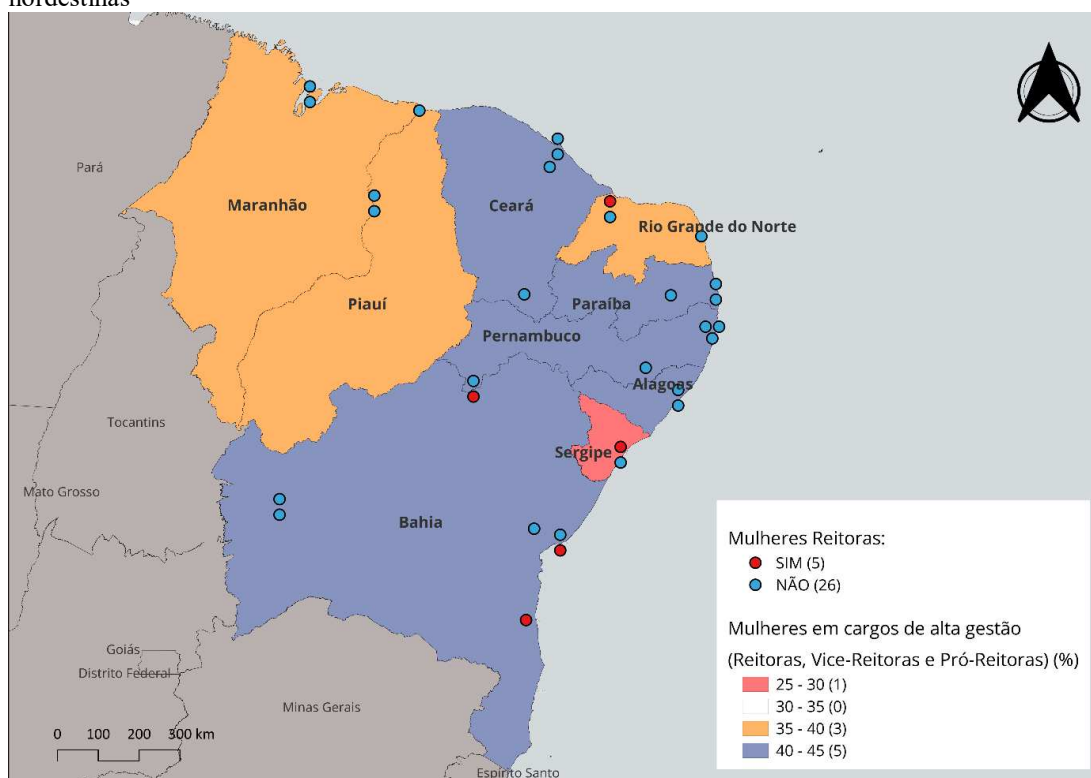 nordestinas
Pará
Maranhão
Ceará
Rio Grande do Norte
Piauí
Paraíba
Pernambuco
Alagoas
Tocantins
Sergipe
Mato Grosso
Bahia
Goiás
Distrito Federal
Minas Gerais
Espírito Santo
0 100 200 300 km
Mulheres Reitoras:
SIM (5)
NÃO (26)
Mulheres em cargos de alta gestão
(Reitoras, Vice-Reitoras e Pró-Reitoras) (%)
25 - 30 (1)
30 - 35 (0)
35 - 40 (3)
40 - 45 (5)